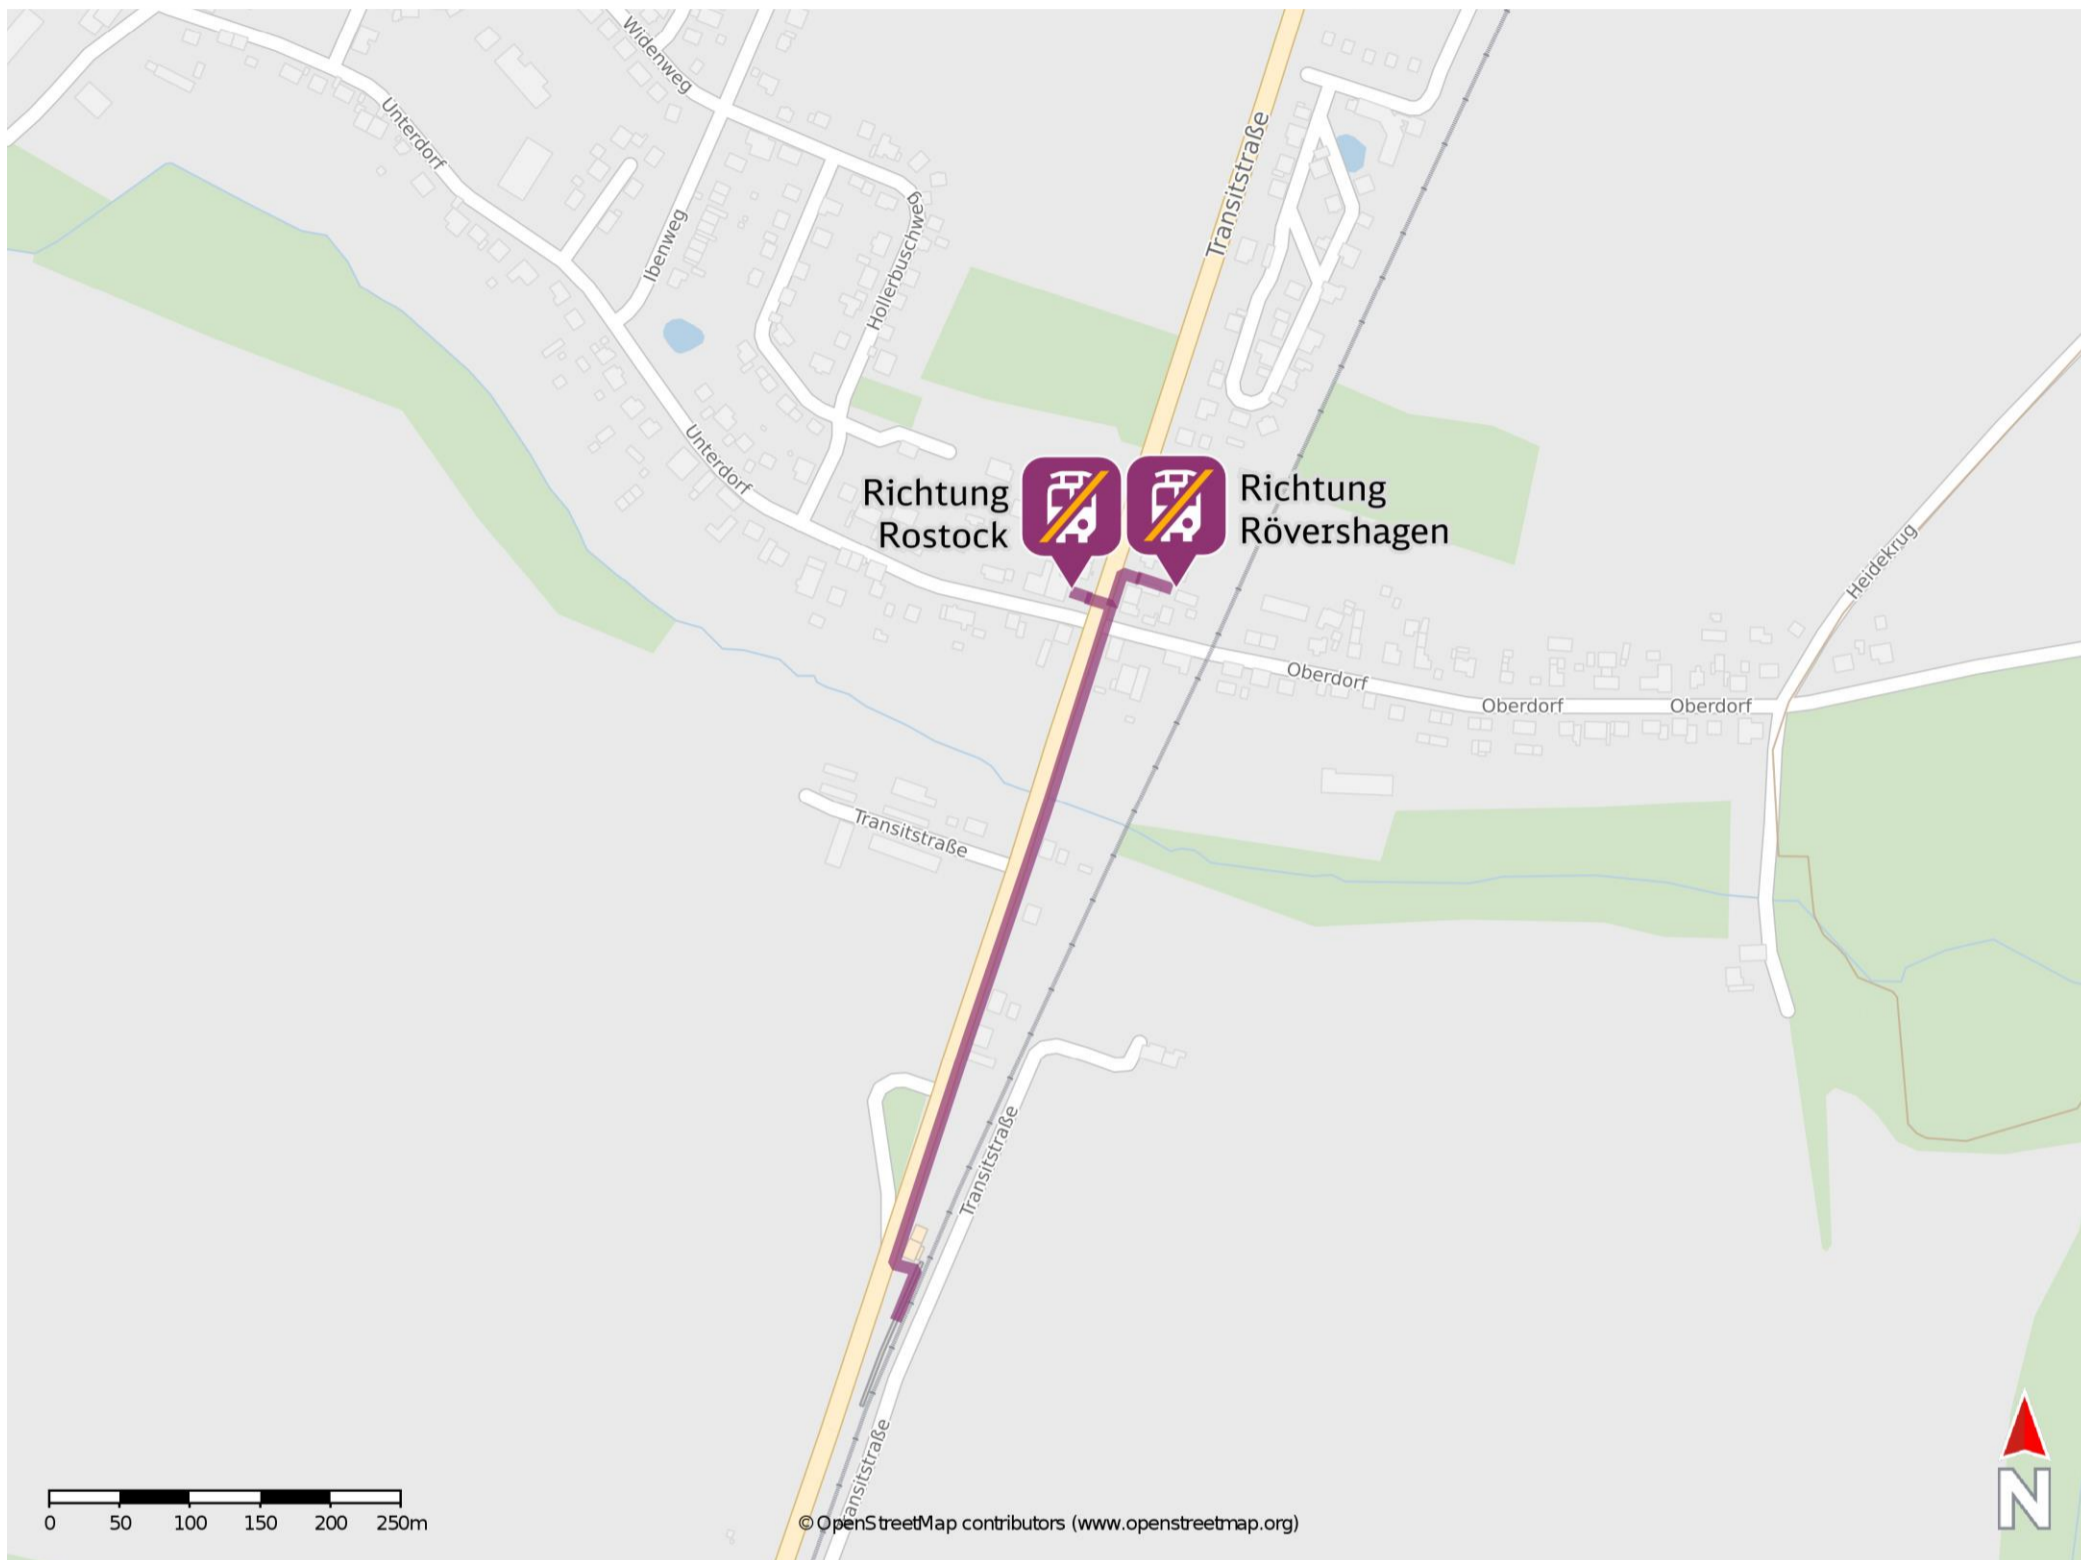 Widenweg
Unterdorf
Transitstraße
Ibenweg
Hollerbuschweg
Unterdorf
Richtung
Rostock
Richtung
Rövershagen
Heidekrug
Oberdorf
Oberdorf
Oberdorf
Transitstraße
Transitstraße
Transitstraße
N
0 50 100 150 200 250m
© OpenStreetMap contributors (www.openstreetmap.org)